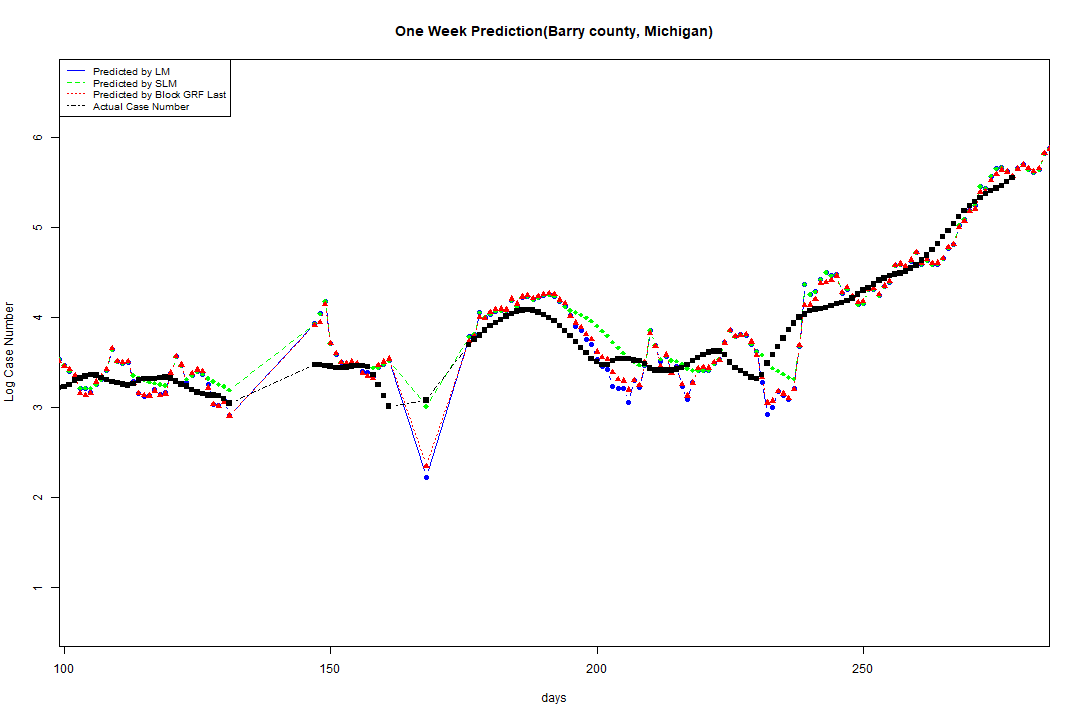 One Week Prediction(Barry county, Michigan)
Predicted by LM
Predicted by SLM
Predicted by Block GRF Last
Actual Case Number
Log Case Number
6
5
4
3
2
1
100
150
200
250
days